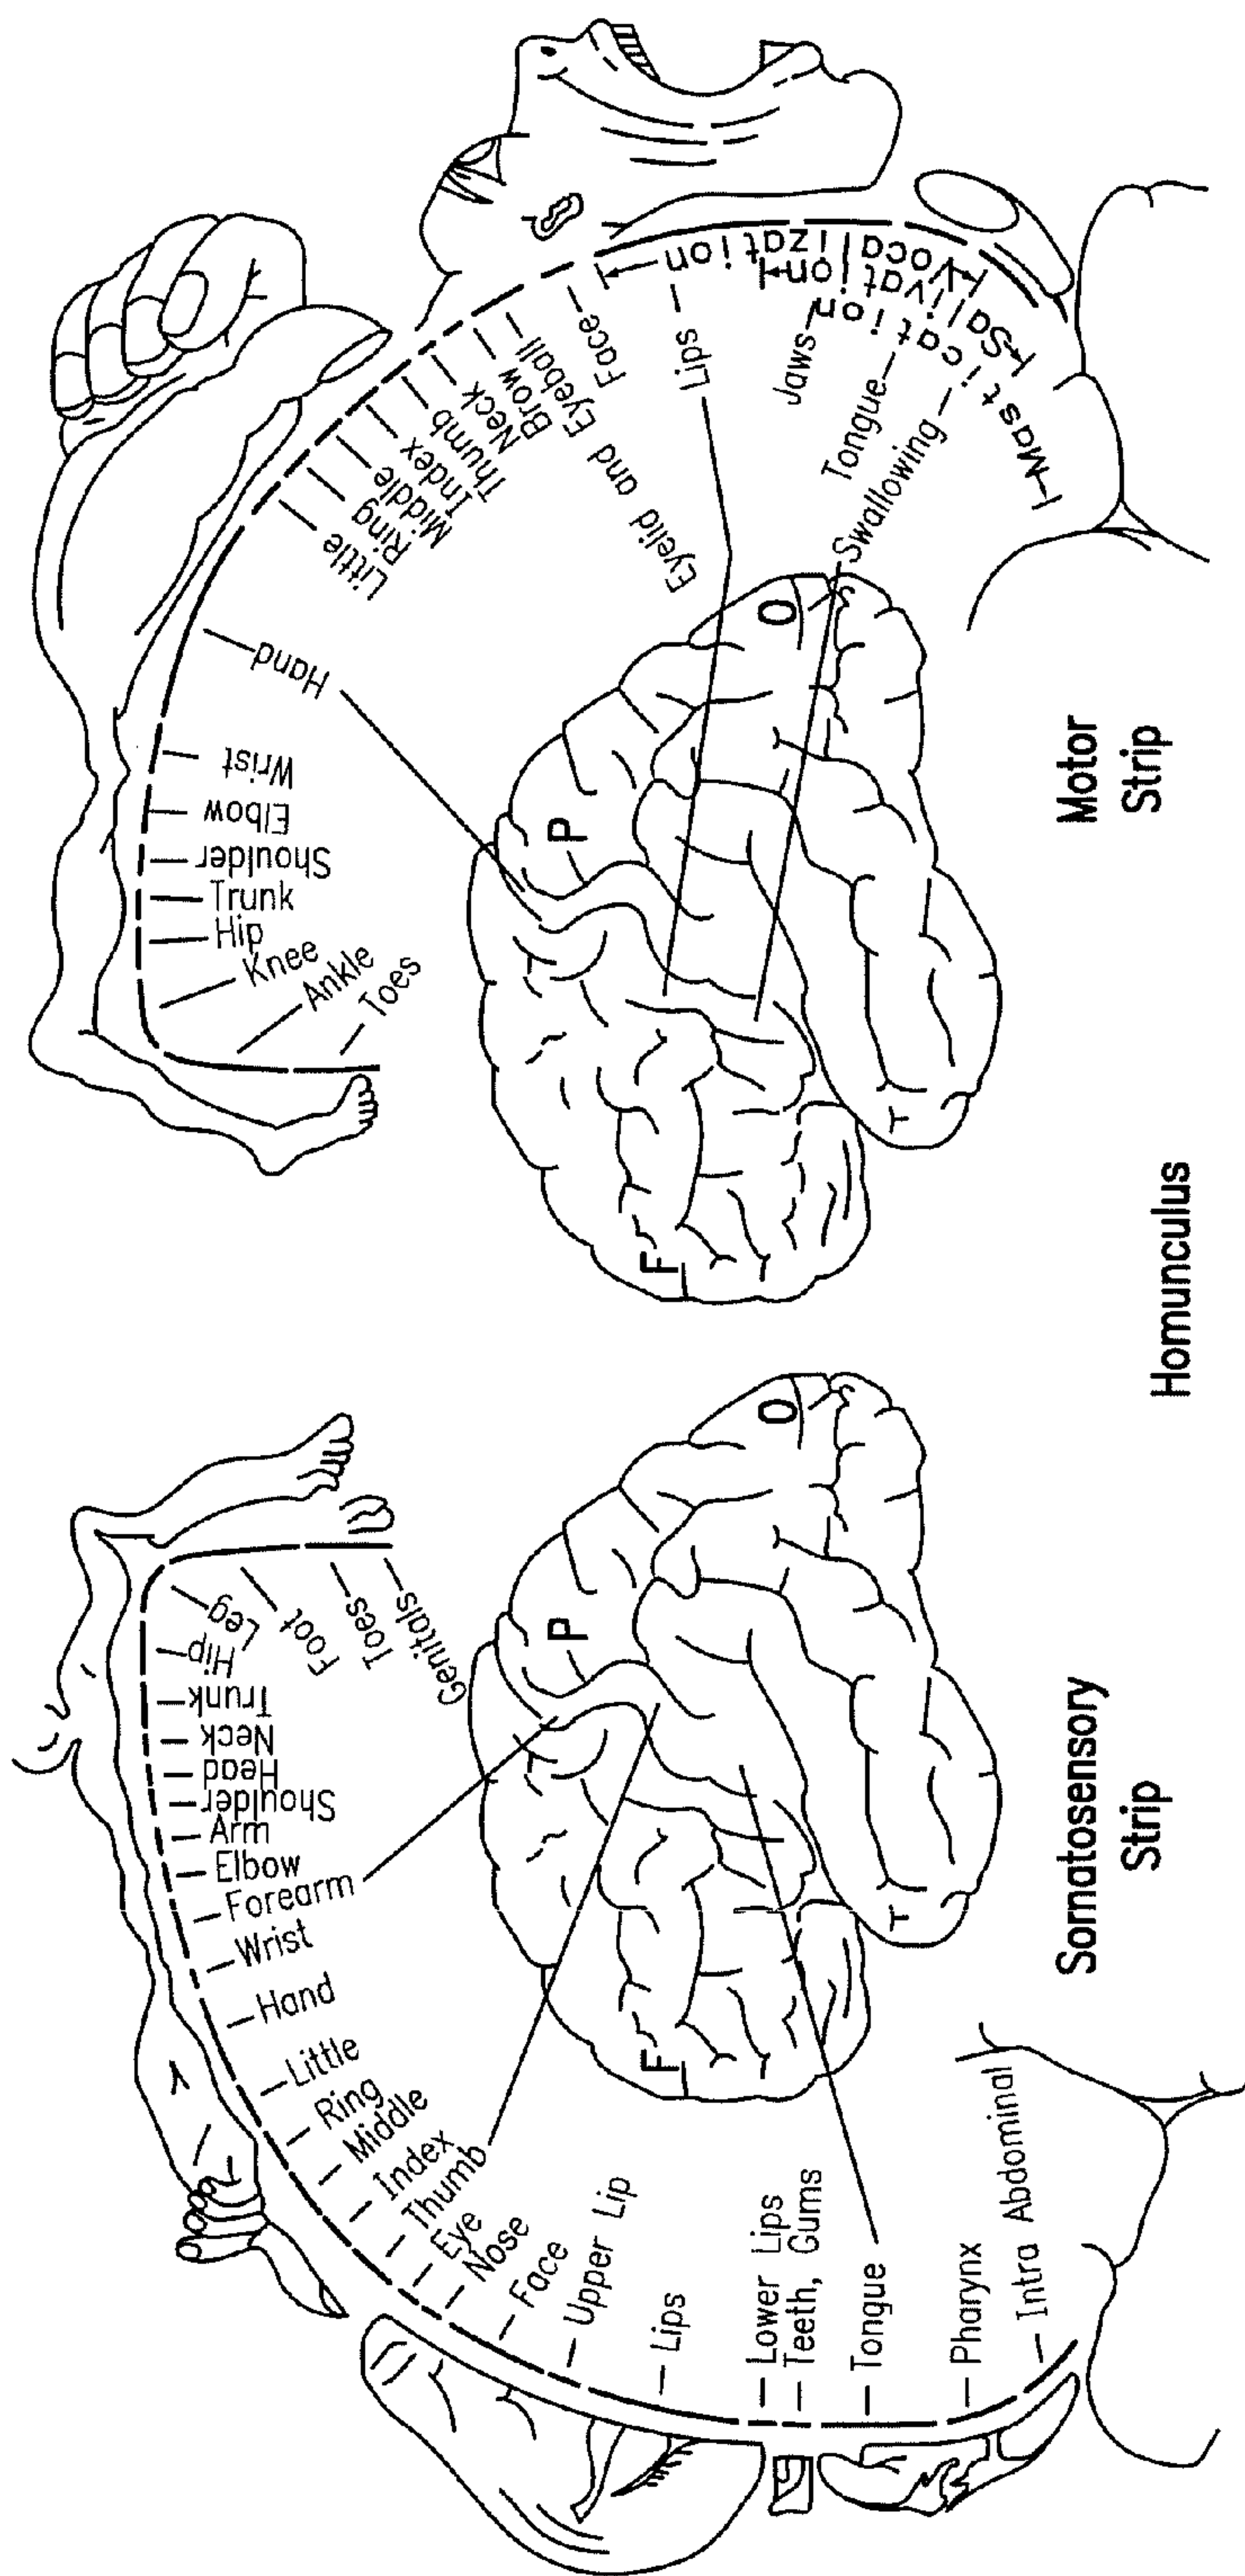 Genitals
Toes
Foot
Leg
Hip
Trunk
Neck
Head
Shoulder
Arm
Elbow
Forearm
Wrist
Hand
Little
Ring
Middle
Index
Thumb
Eye
Nose
Face
Upper Lip
Lips
Lower Lips
Teeth, Gums
Tongue
Pharynx
Intra Abdominal
F
P
O
T
Sornatosensory
Strip
Toes
Ankle
Knee
Hip
Trunk
Shoulder
Elbow
Wrist
Hand
Little
Ring
Middle
Index
Thumb
Neck
Brow
Eyelid and Eyeball
Face
Lips
Jaws
Tongue
Swallowing
Mastication
Salivation
Vocalization
F
P
O
T
Motor
Strip
Homunculus